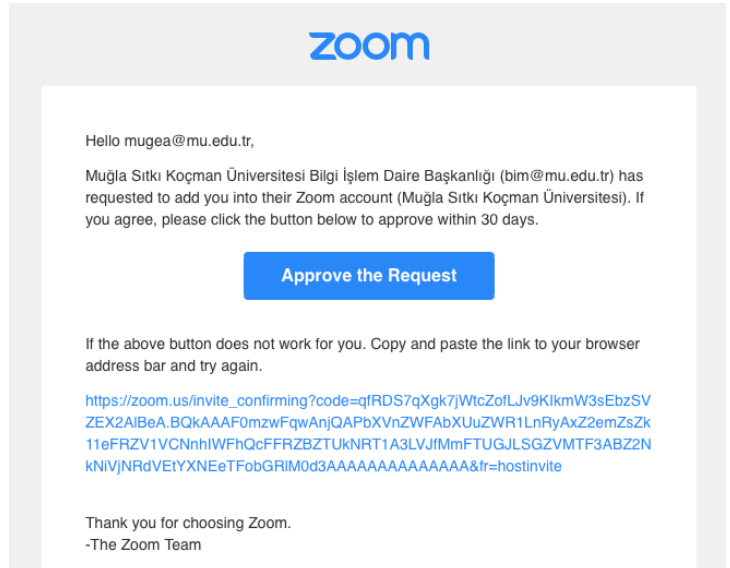 zoom
Hello mugea@mu.edu.tr,
Muğla Sıtkı Koçman Üniversitesi Bilgi İşlem Daire Başkanlığı (bim@mu.edu.tr) has
requested to add you into their Zoom account (Muğla Sıtkı Koçman Üniversitesi). If
you agree, please click the button below to approve within 30 days.
Approve the Request
If the above button does not work for you. Copy and paste the link to your browser
address bar and try again.
https://zoom.us/invite_confirming?code=qfRDS7qXgk7jWtcZofLJv9KIkmW3sEbzSV
ZEX2AlBeA.BQkAAAF0mzwFqwAnjQAPbXVnZWFAbXUuZWR1LnRyAxZ2emZsZk
11eFRZV1VCNnhIWFhQcFFRZBZTUkNRT1A3LVJfMmFTUGJLSGZVMTF3ABZ2N
kNiVjNRdVEtYXNEeTFobGRIM0d3AAAAAAAAAAAAAA&fr=hostinvite
Thank you for choosing Zoom.
-The Zoom Team